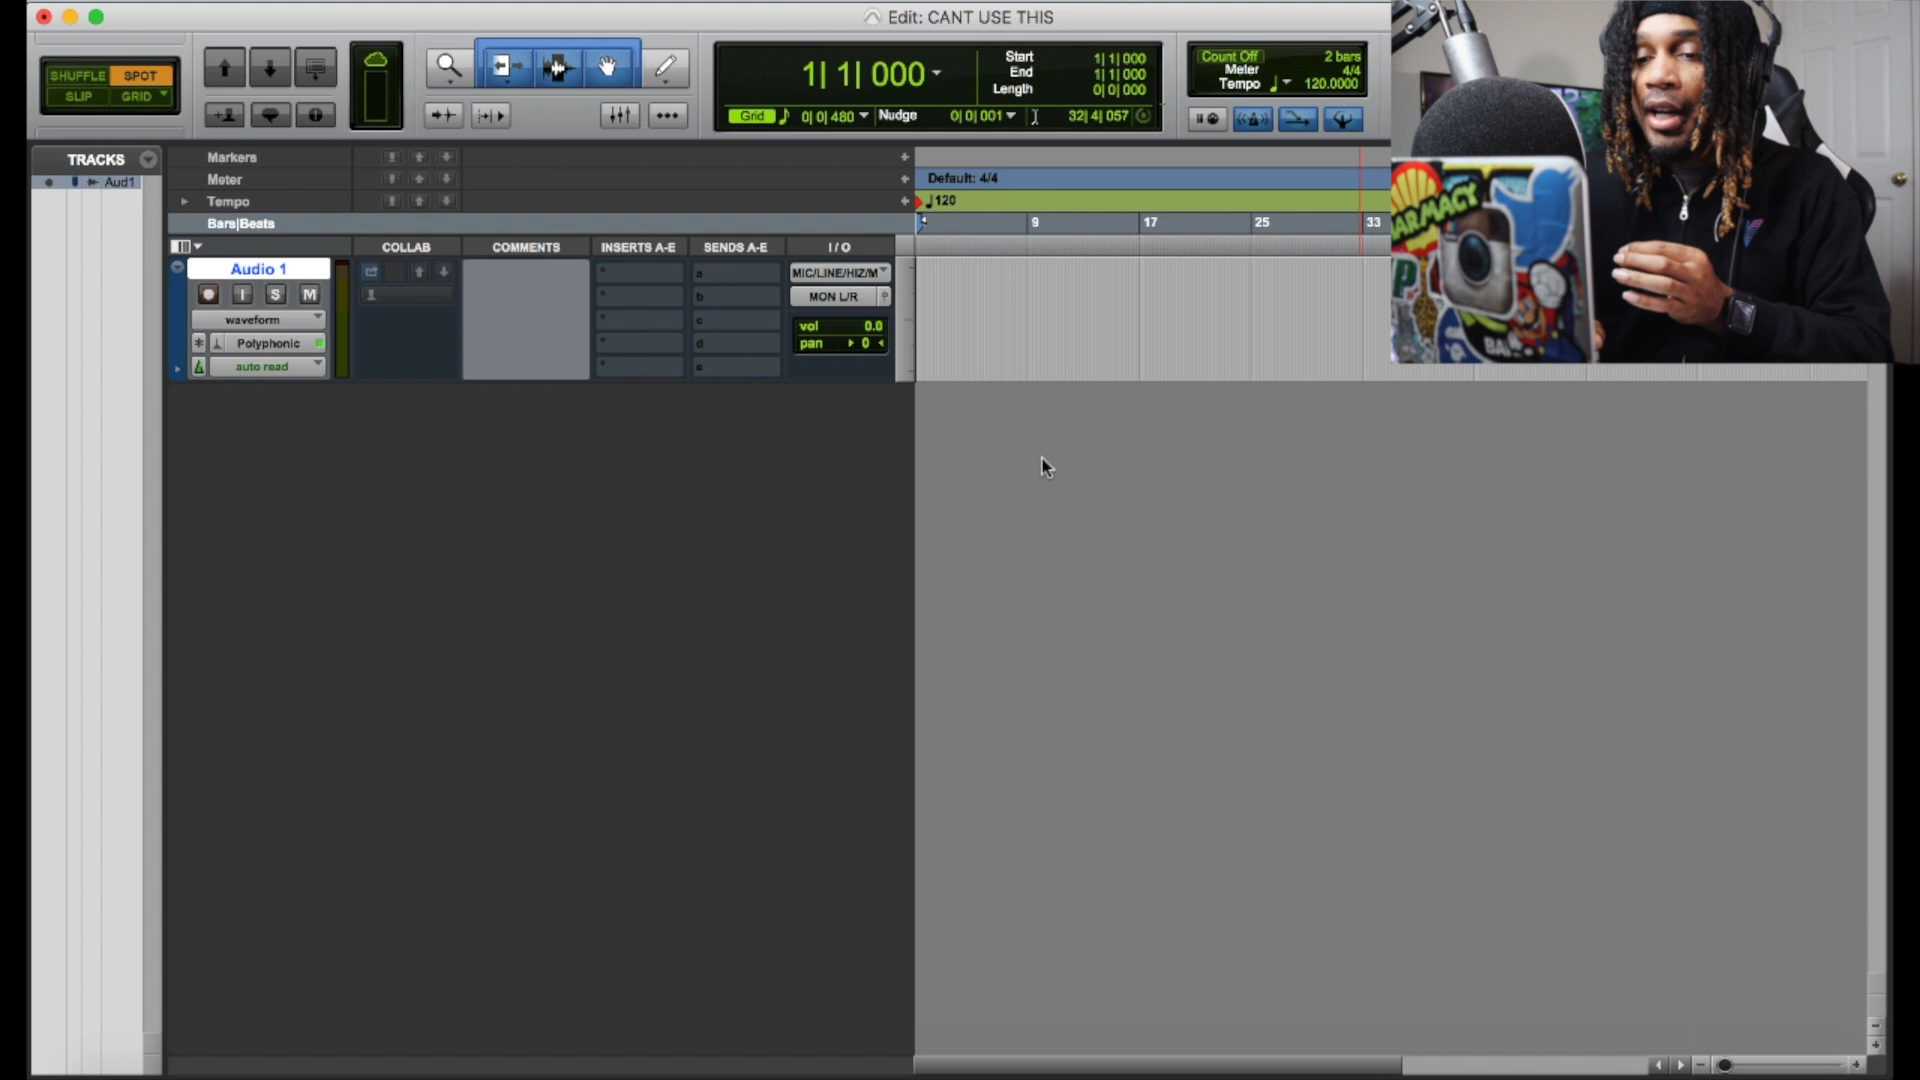 Edit: CANT USE THIS
SHUFFLE SPOT
SLIP GRID
1| 1| 000
Start 1| 1| 000
End 1| 1| 000
Length 0| 0| 000
Grid 0| 0| 480 Nudge 0| 0| 001 32| 4| 057
Count Off 2 bars
Meter 4/4
Tempo 120.0000
TRACKS
Aud1
Markers
Meter
Default: 4/4
Tempo
120
Bars|Beats
9 17 25 33
COLLAB COMMENTS INSERTS A-E SENDS A-E I / O
Audio 1
I S M
waveform
Polyphonic
auto read
a
b
c
d
e
MIC/LINE/HIZ/M
MON L/R
vol 0.0
pan 0